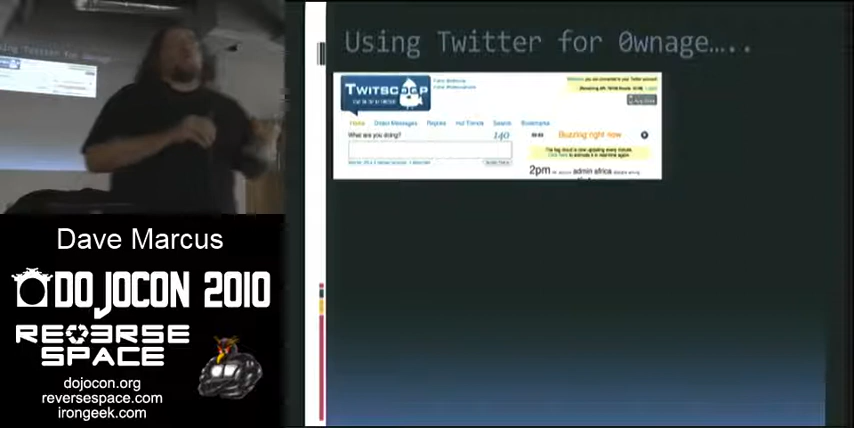 Using Twitter for 0wnage…..
TWITSCOOP
Home Direct Messages Replies Hot Trends Search Bookmarks
What are you doing?
140
Buzzing right now
2pm
admin africa
Dave Marcus
DOJOCON 2010
REVERSE
SPACE
dojocon.org
reversespace.com
irongeek.com